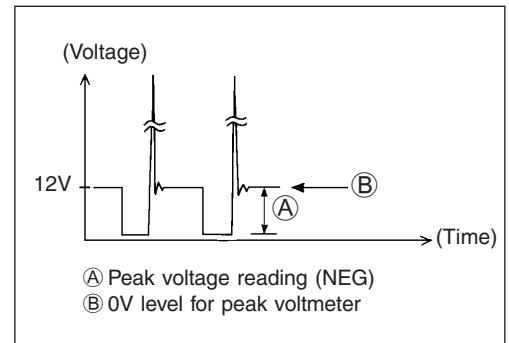 (Voltage)
12V
Ⓑ
Ⓐ
(Time)
Ⓐ Peak voltage reading (NEG)
Ⓑ 0V level for peak voltmeter